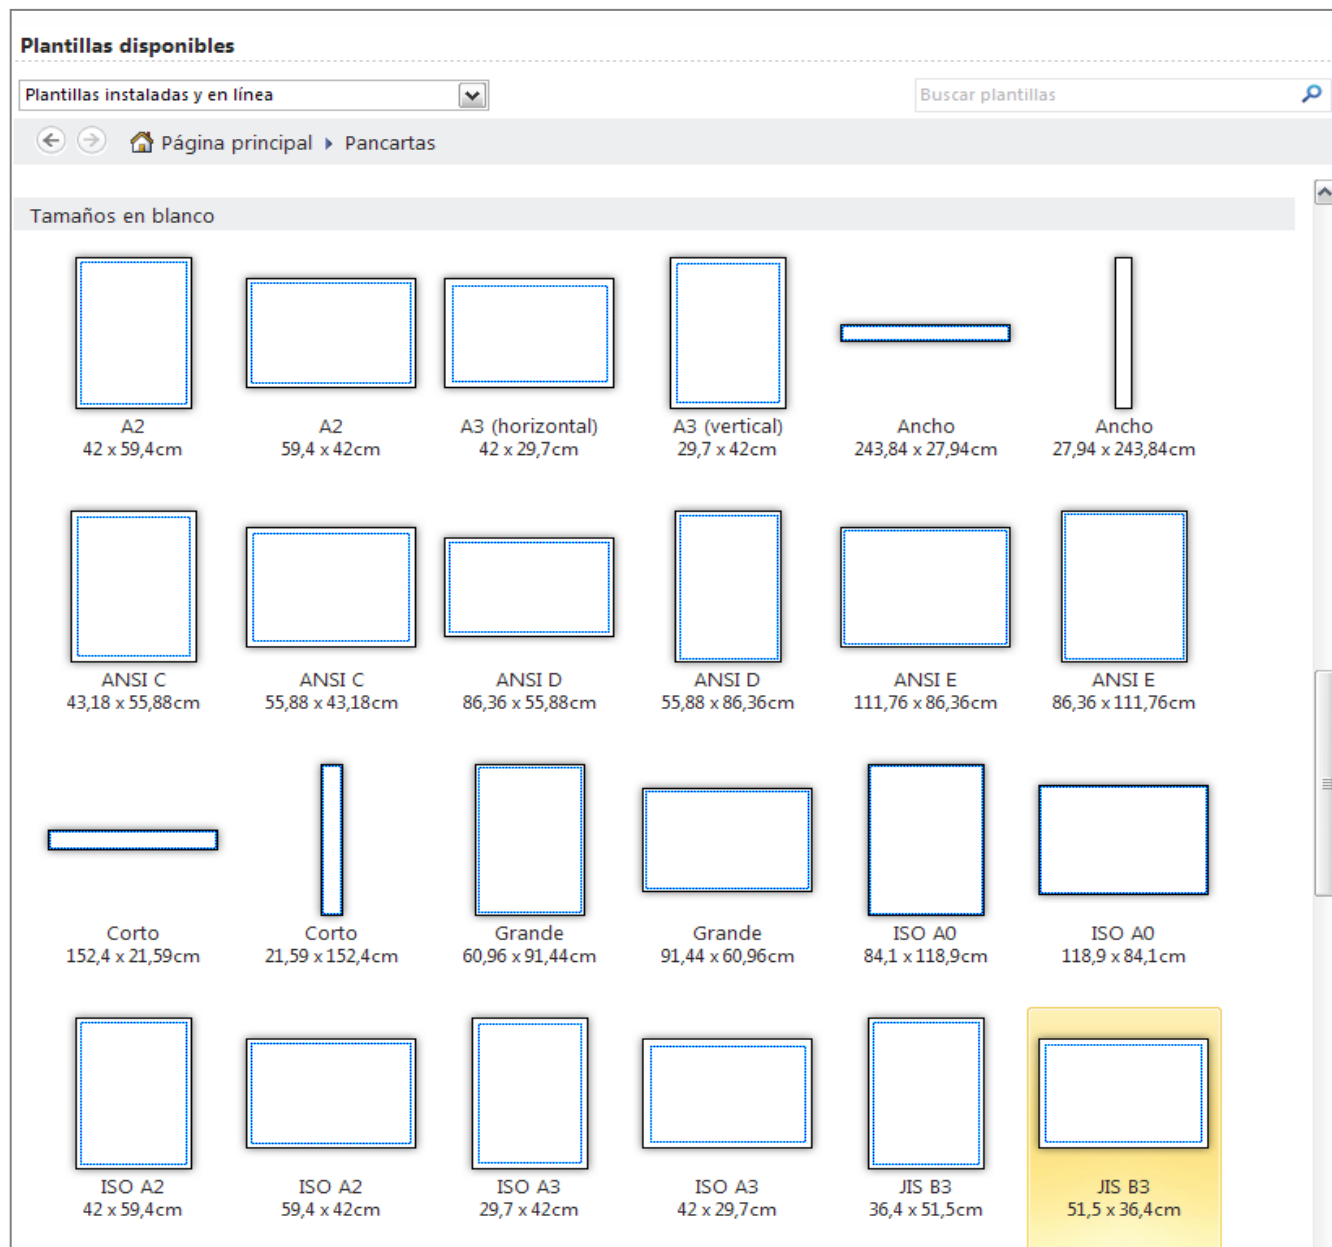 Plantillas disponibles
Plantillas instaladas y en línea
Buscar plantillas
Página principal Pancartas
Tamaños en blanco
A2 A2 A3 (horizontal) A3 (vertical) Ancho Ancho
42 x 59,4cm 59,4 x 42cm 42 x 29,7cm 29,7 x 42cm 243,84 x 27,94cm 27,94 x 243,84cm
ANSI C ANSI C ANSI D ANSI D ANSI E ANSI E
43,18 x 55,88cm 55,88 x 43,18cm 86,36 x 55,88cm 55,88 x 86,36cm 111,76 x 86,36cm 86,36 x 111,76cm
Corto Corto Grande Grande ISO A0 ISO A0
152,4 x 21,59cm 21,59 x 152,4cm 60,96 x 91,44cm 91,44 x 60,96cm 84,1 x 118,9cm 118,9 x 84,1cm
ISO A2 ISO A2 ISO A3 ISO A3 JIS B3 JIS B3
42 x 59,4cm 59,4 x 42cm 29,7 x 42cm 42 x 29,7cm 36,4 x 51,5cm 51,5 x 36,4cm